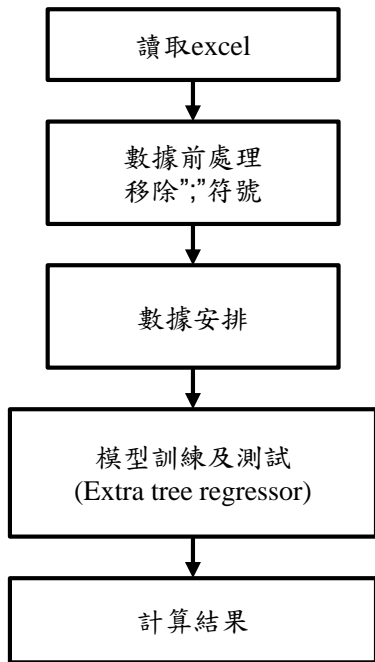 讀取excel
數據前處理
移除”;”符號
數據安排
模型訓練及測試
(Extra tree regressor)
計算結果